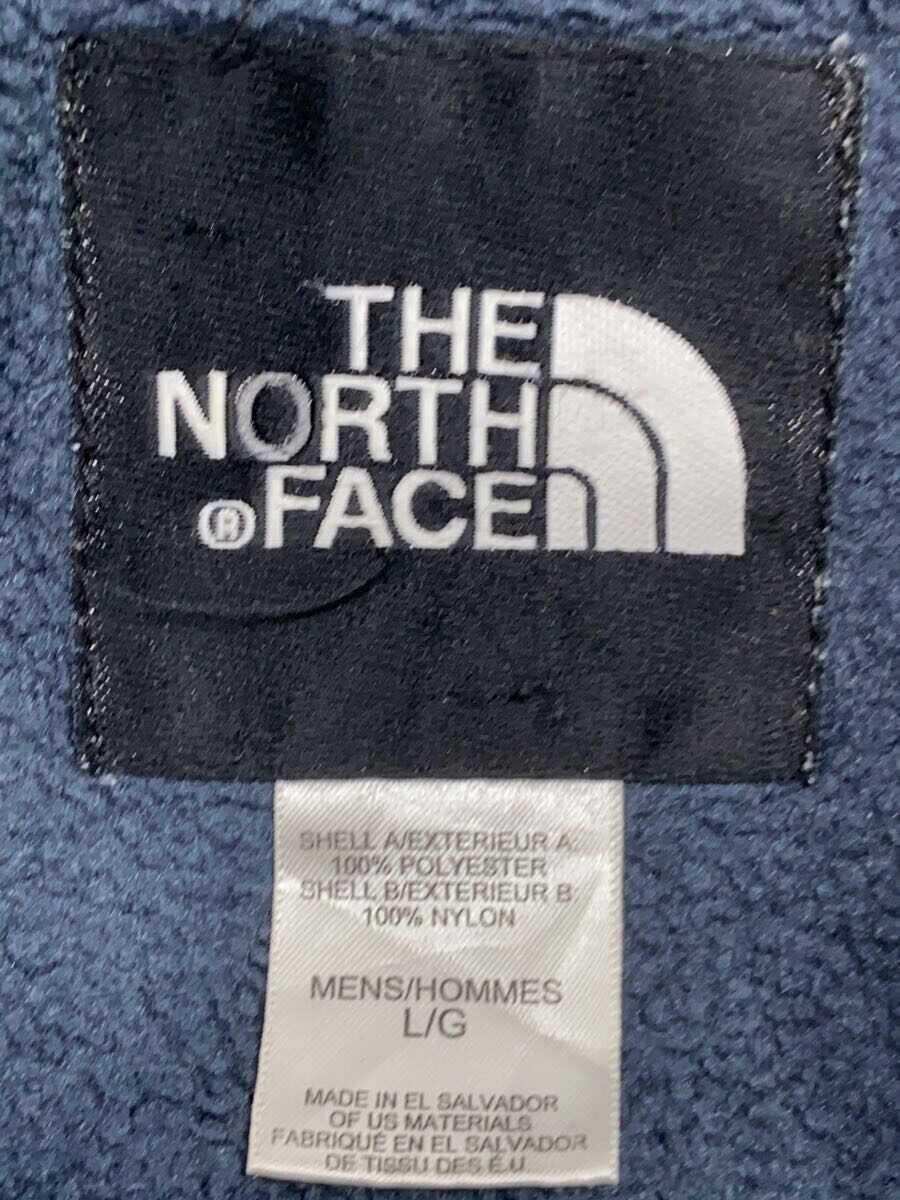 THE
NORTH
® FACE
SHELL A/EXTERIEUR A:
100% POLYESTER
SHELL B/EXTERIEUR B:
100% NYLON
MENS/HOMMES
L/G
MADE IN EL SALVADOR
OF US MATERIALS
FABRIQUÉ EN EL SALVADOR
DE TISSU DES É.U.